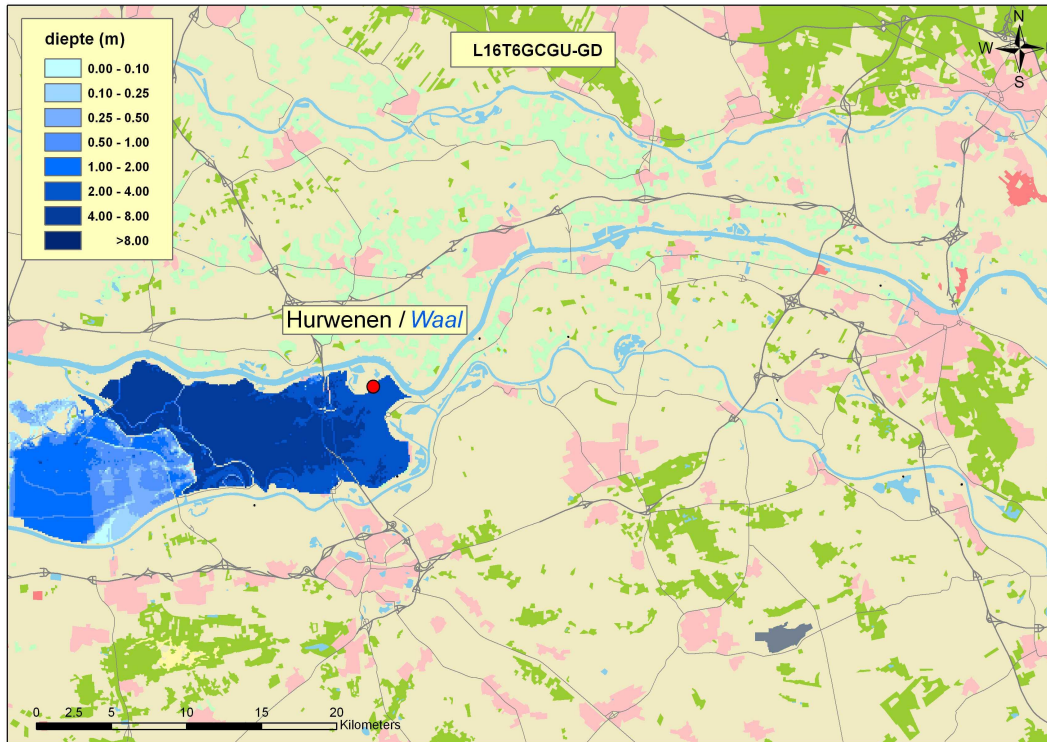 diepte (m)
0.00 - 0.10
0.10 - 0.25
0.25 - 0.50
0.50 - 1.00
1.00 - 2.00
2.00 - 4.00
4.00 - 8.00
>8.00
L16T6GCGU-GD
N
W
S
Hurwenen / Waal
0 2.5 5 10 15 20
Kilometers